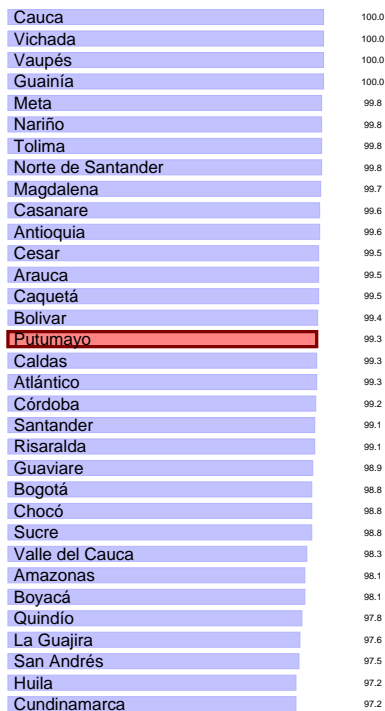 Cauca 100.0
Vichada 100.0
Vaupés 100.0
Guainía 100.0
Meta 99.8
Nariño 99.8
Tolima 99.8
Norte de Santander 99.8
Magdalena 99.7
Casanare 99.6
Antioquia 99.6
Cesar 99.5
Arauca 99.5
Caquetá 99.5
Bolivar 99.4
Putumayo 99.3
Caldas 99.3
Atlántico 99.3
Córdoba 99.2
Santander 99.1
Risaralda 99.1
Guaviare 98.9
Bogotá 98.8
Chocó 98.8
Sucre 98.8
Valle del Cauca 98.3
Amazonas 98.1
Boyacá 98.1
Quindío 97.8
La Guajira 97.6
San Andrés 97.5
Huila 97.2
Cundinamarca 97.2